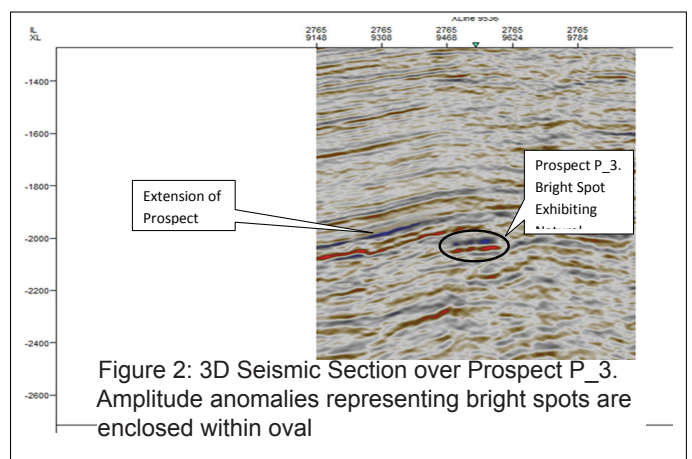 XLine 9536
IL 2765 2765 2765 2765 2765
XL 9148 9308 9468 9624 9784
-1400
-1600
-1800
-2000
-2200
-2400
-2600
Extension of
Prospect
Prospect P_3.
Bright Spot
Exhibiting
Natural
Figure 2: 3D Seismic Section over Prospect P_3.
Amplitude anomalies representing bright spots are
enclosed within oval